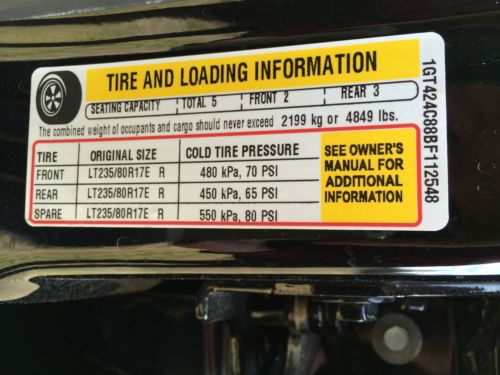 TIRE AND LOADING INFORMATION
SEATING CAPACITY TOTAL 5 FRONT 2 REAR 3
The combined weight of occupants and cargo should never exceed 2199 kg or 4849 lbs.
TIRE ORIGINAL SIZE COLD TIRE PRESSURE
FRONT LT235/80R17E R 480 kPa, 70 PSI
REAR LT235/80R17E R 450 kPa, 65 PSI
SPARE LT235/80R17E R 550 kPa, 80 PSI
SEE OWNER'S
MANUAL FOR
ADDITIONAL
INFORMATION
1GT424C88BF112548